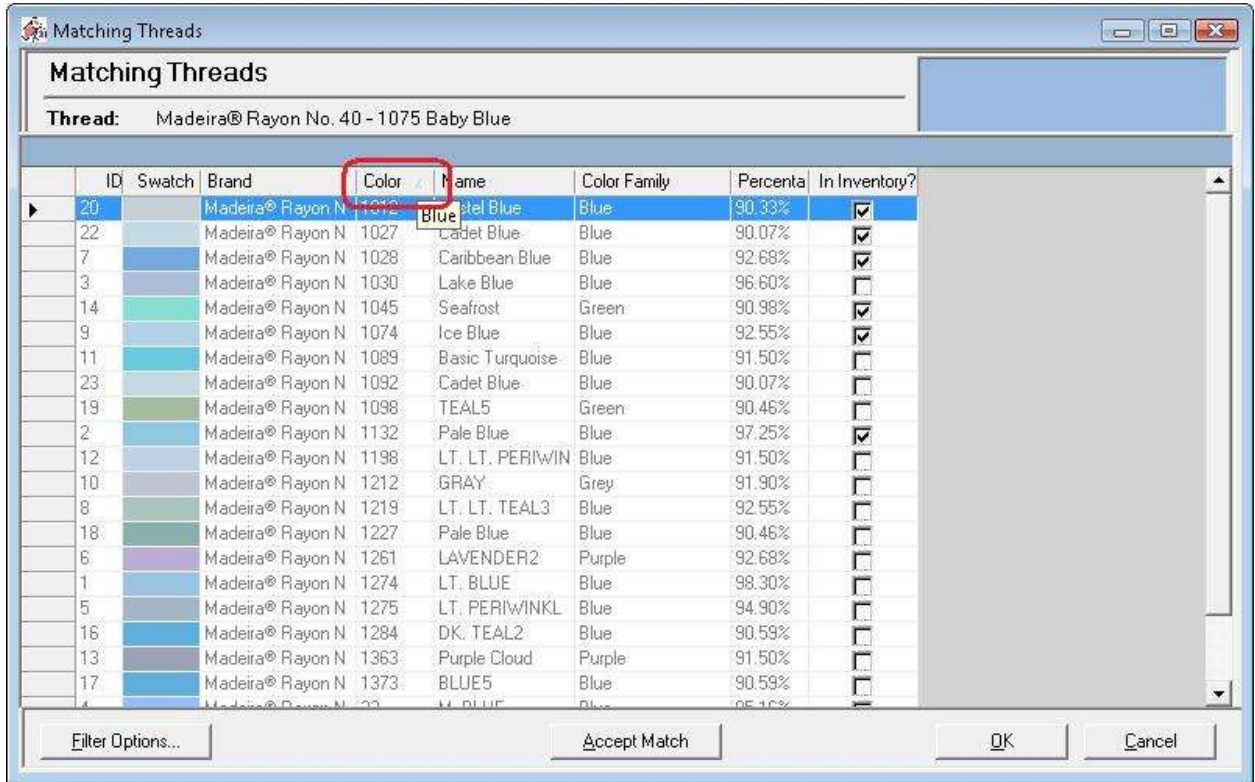 Matching Threads
Matching Threads
Thread: Madeira® Rayon No. 40 - 1075 Baby Blue
ID Swatch Brand Color Name Color Family Percenta In Inventory?
20 Madeira® Rayon N 1012 Blue Blue 90.33%
Blue
22 Madeira® Rayon N 1027 Cadet Blue Blue 90.07%
7 Madeira® Rayon N 1028 Caribbean Blue Blue 92.68%
3 Madeira® Rayon N 1030 Lake Blue Blue 96.60%
14 Madeira® Rayon N 1045 Seafrost Green 90.98%
9 Madeira® Rayon N 1074 Ice Blue Blue 92.55%
11 Madeira® Rayon N 1089 Basic Turquoise Blue 91.50%
23 Madeira® Rayon N 1092 Cadet Blue Blue 90.07%
19 Madeira® Rayon N 1098 TEAL5 Green 90.46%
2 Madeira® Rayon N 1132 Pale Blue Blue 97.25%
12 Madeira® Rayon N 1198 LT. LT. PERIWIN Blue 91.50%
10 Madeira® Rayon N 1212 GRAY Grey 91.90%
8 Madeira® Rayon N 1219 LT. LT. TEAL3 Blue 92.55%
18 Madeira® Rayon N 1227 Pale Blue Blue 90.46%
6 Madeira® Rayon N 1261 LAVENDER2 Purple 92.68%
1 Madeira® Rayon N 1274 LT. BLUE Blue 98.30%
5 Madeira® Rayon N 1275 LT. PERIWINKL Blue 94.90%
16 Madeira® Rayon N 1284 DK. TEAL2 Blue 90.59%
13 Madeira® Rayon N 1363 Purple Cloud Purple 91.50%
17 Madeira® Rayon N 1373 BLUE5 Blue 90.59%
Filter Options... Accept Match OK Cancel